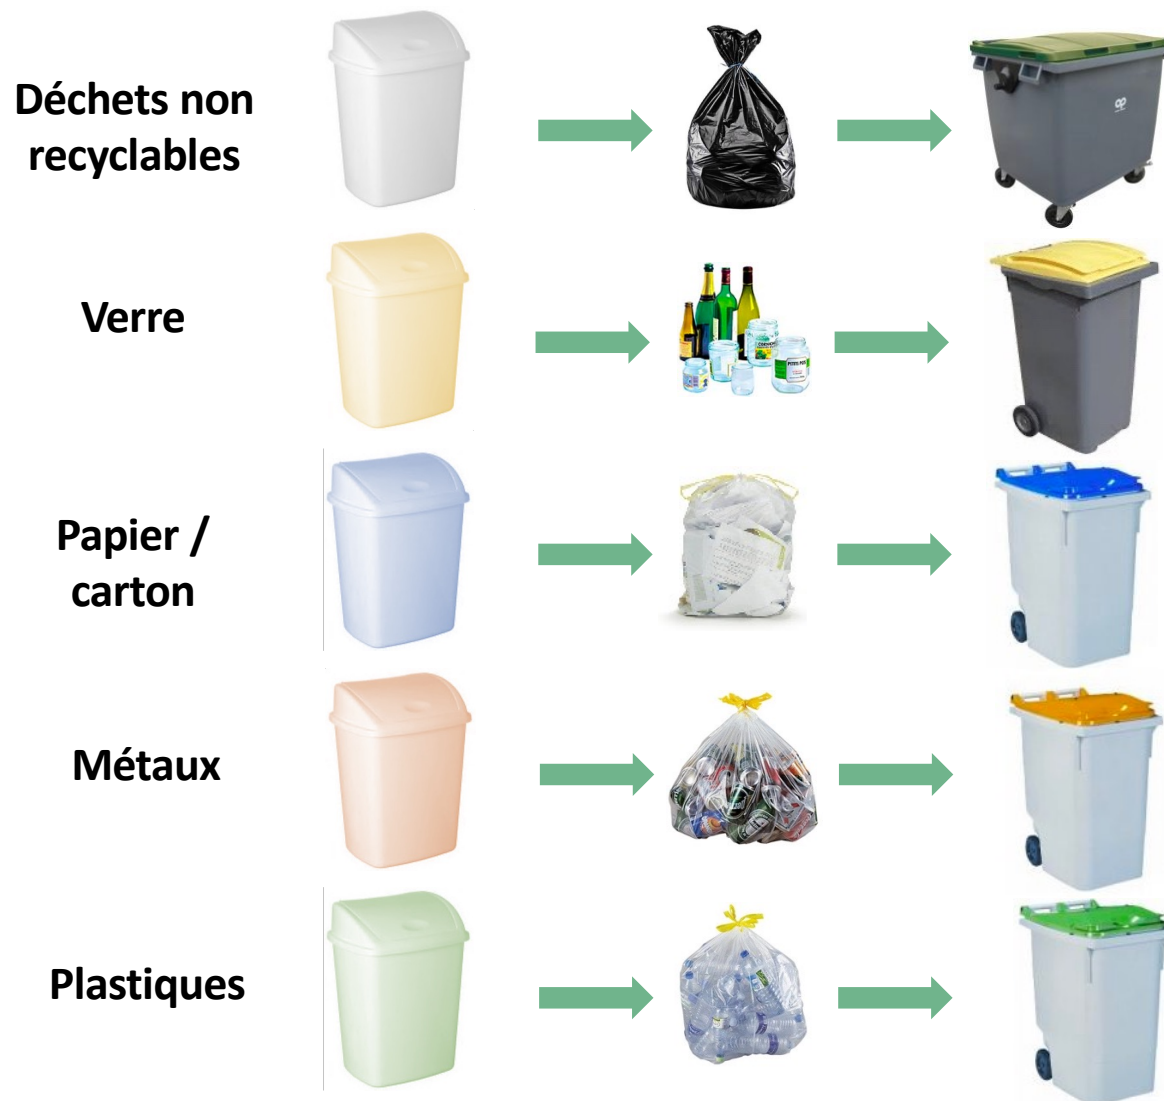 Déchets non
recyclables
Verre
Papier /
carton
Métaux
Plastiques